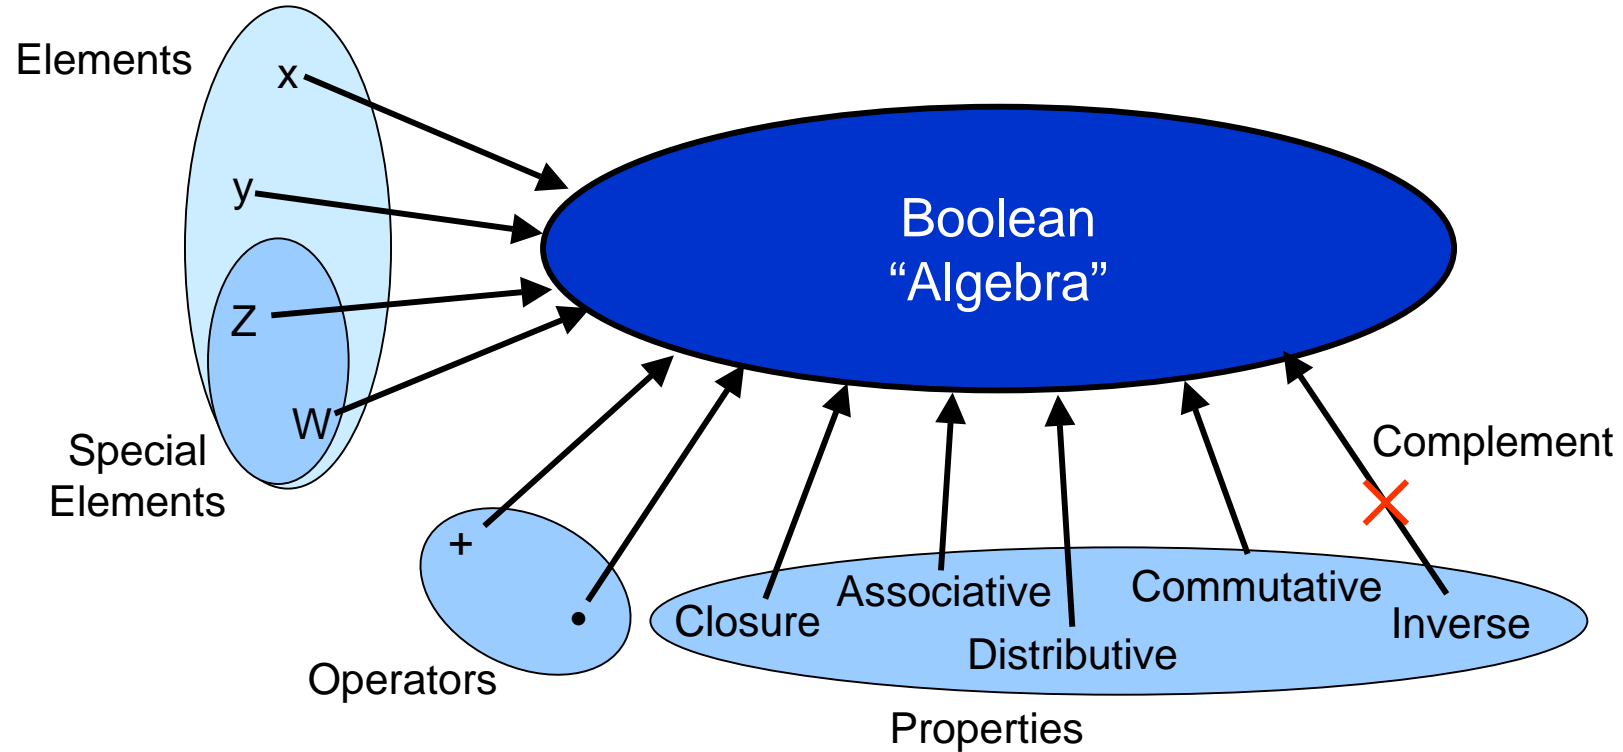 Elements
x
y
Z
W
Special
Elements
Boolean
“Algebra”
+
•
Operators
Closure
Associative
Distributive
Commutative
Inverse
Complement
Properties